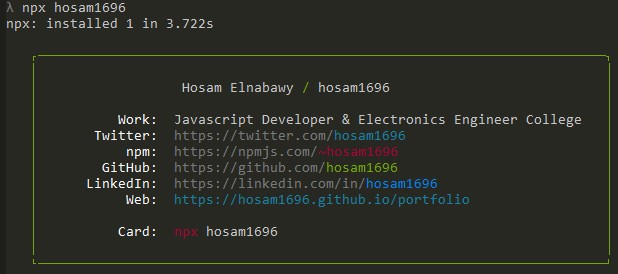 λ npx hosam1696
npx: installed 1 in 3.722s
Hosam Elnabawy / hosam1696
Work: Javascript Developer & Electronics Engineer College
Twitter: https://twitter.com/hosam1696
npm: https://npmjs.com/~hosam1696
GitHub: https://github.com/hosam1696
LinkedIn: https://linkedin.com/in/hosam1696
Web: https://hosam1696.github.io/portfolio
Card: npx hosam1696